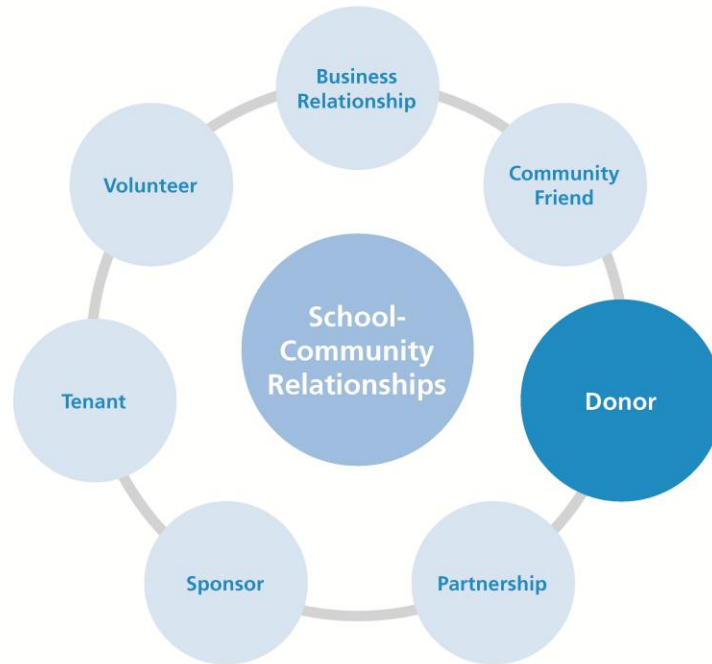 Business
Relationship
Community
Friend
Donor
Partnership
Sponsor
Tenant
Volunteer
School-
Community
Relationships